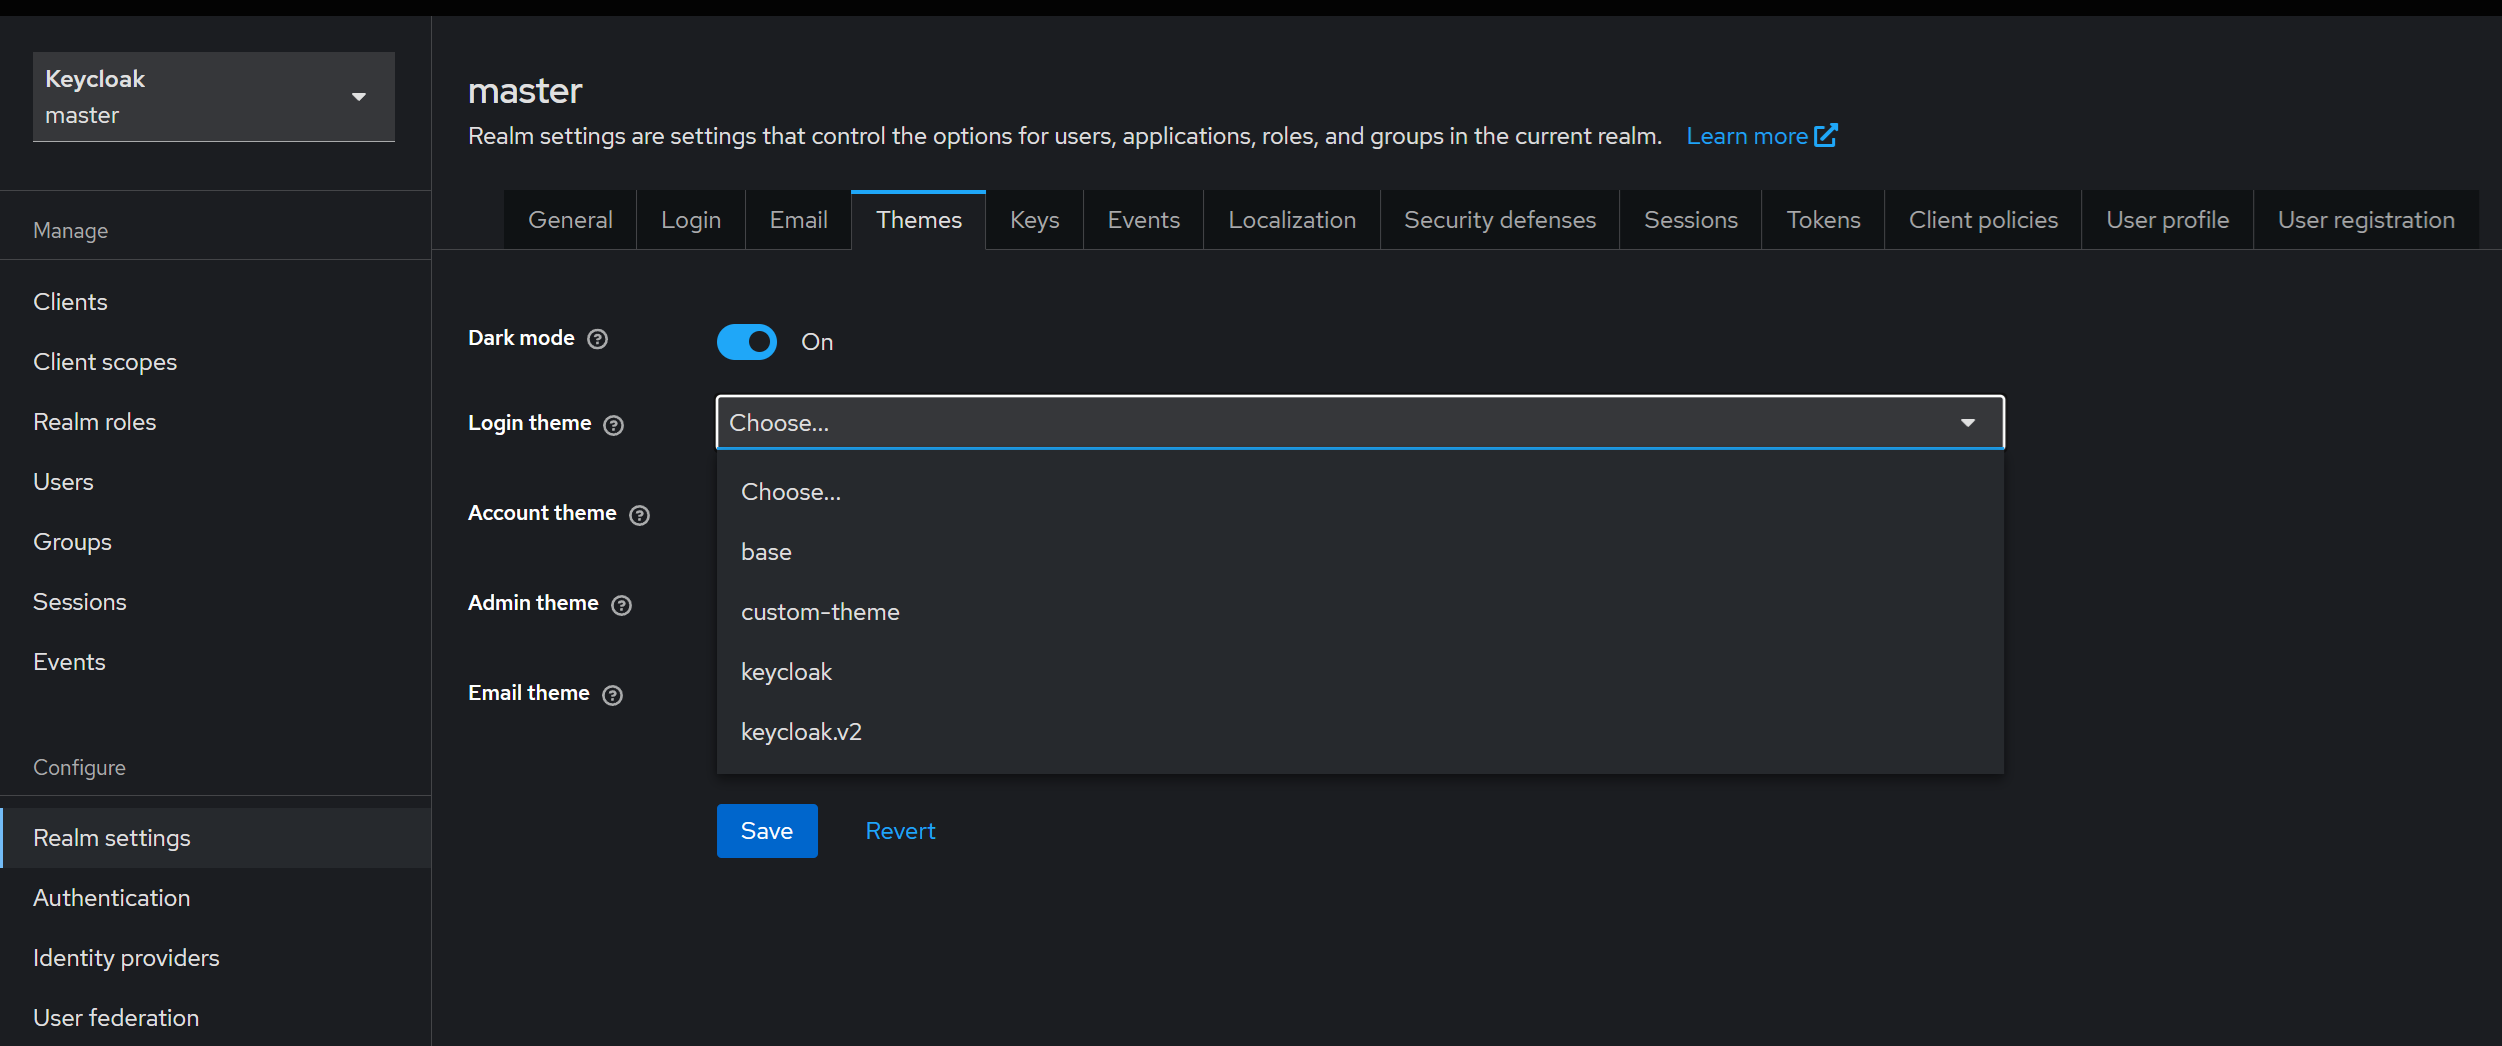 Keycloak
master
Manage
Clients
Client scopes
Realm roles
Users
Groups
Sessions
Events
Configure
Realm settings
Authentication
Identity providers
User federation
master
Realm settings are settings that control the options for users, applications, roles, and groups in the current realm. Learn more
General Login Email Themes Keys Events Localization Security defenses Sessions Tokens Client policies User profile User registration
Dark mode On
Login theme Choose...
Choose...
base
custom-theme
keycloak
keycloak.v2
Account theme
Admin theme
Email theme
Save Revert